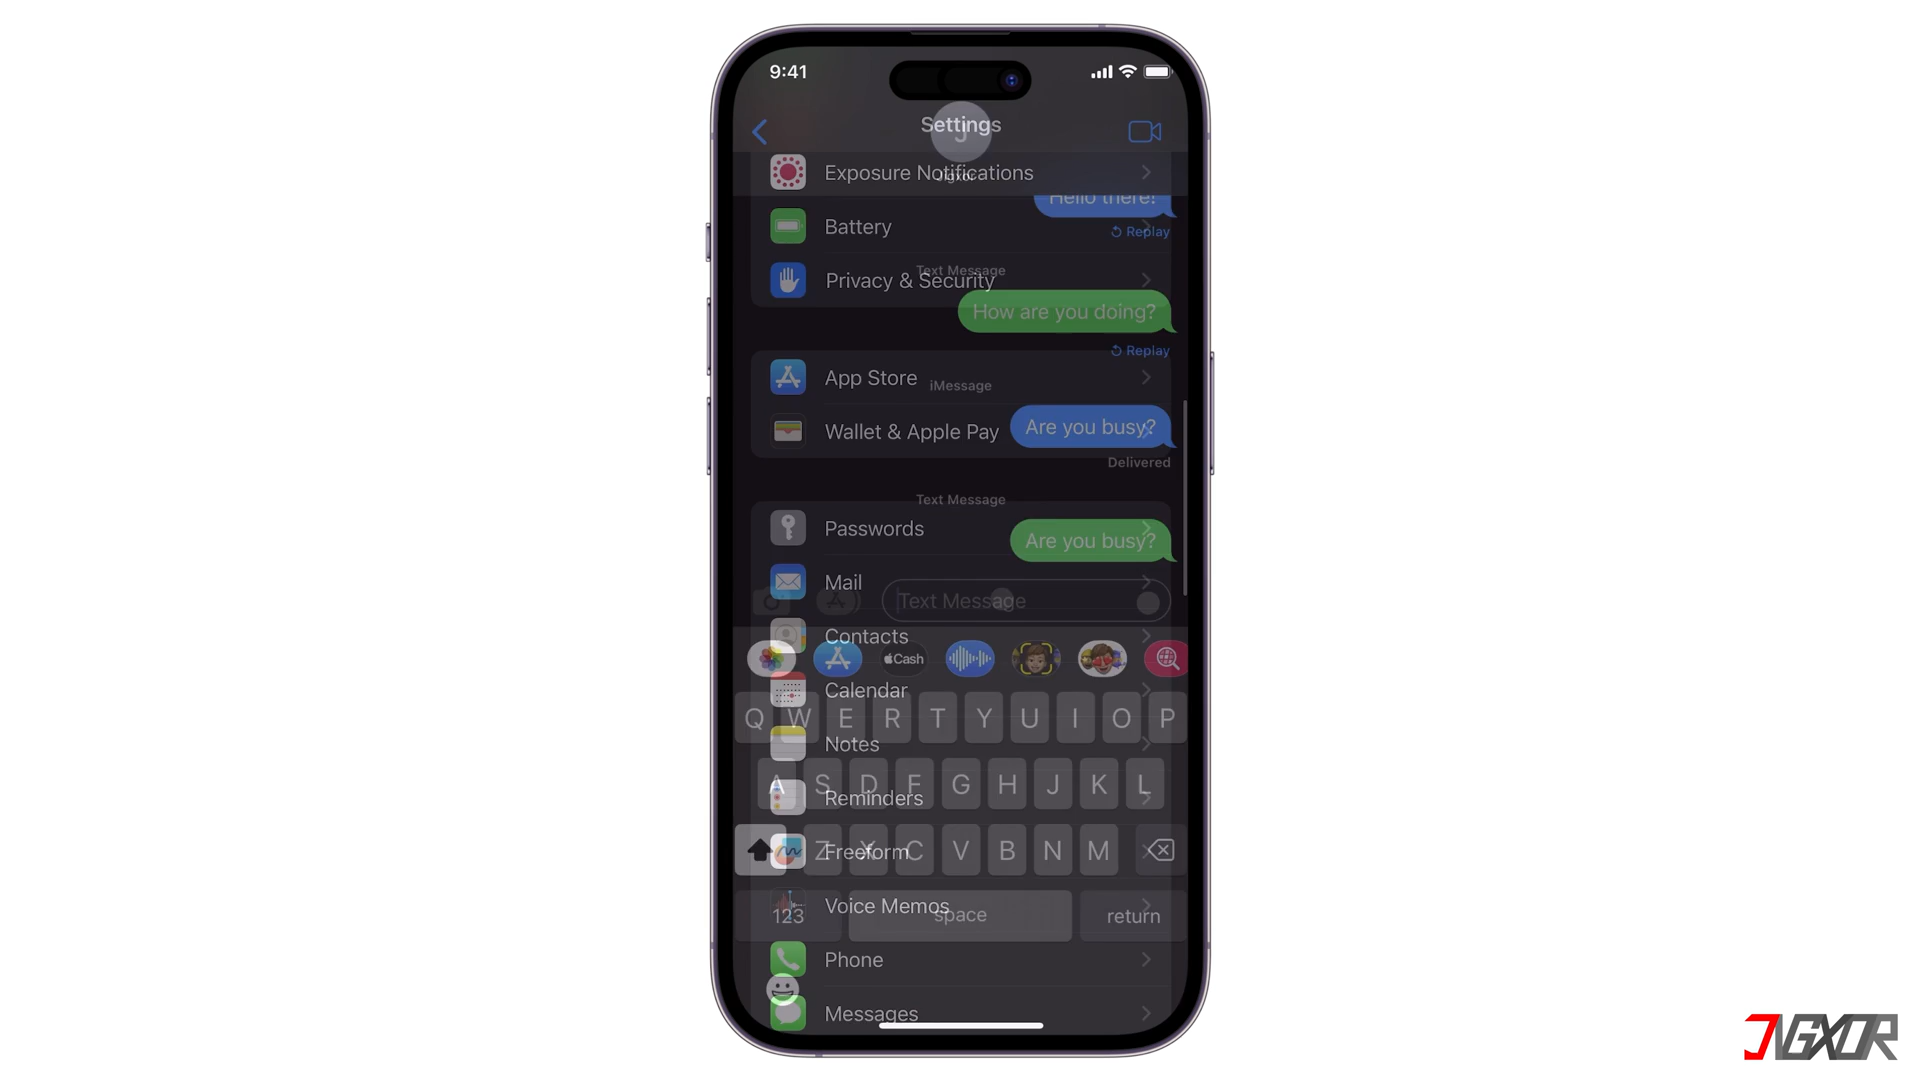 9:41
Settings
J
Jigxor
Exposure Notifications
Hello there!
Battery
Replay
Text Message
Privacy & Security
How are you doing?
Replay
App Store
iMessage
Wallet & Apple Pay
Are you busy?
Delivered
Text Message
Passwords
Are you busy?
Mail
Text Message
Contacts
Cash
Calendar
Q W E R T Y U I O P
Notes
A S D F G H J K L
Reminders
Z X C V B N M
Freeform
Voice Memos
123 space return
Phone
Messages
JIGXOR